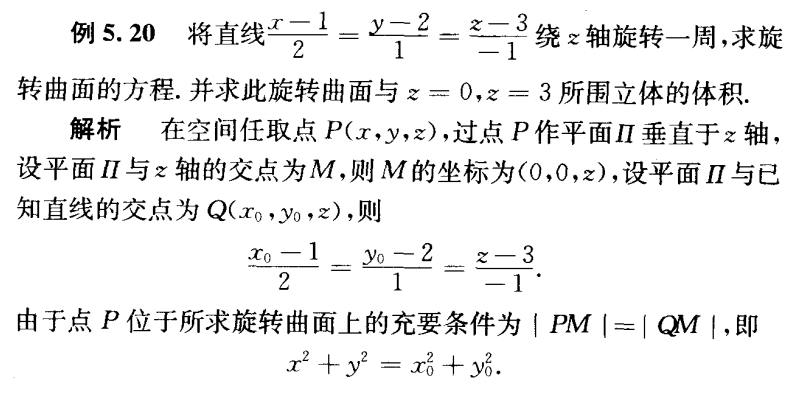 例 5.20 将直线 $\frac{x-1}{2}=\frac{y-2}{1}=\frac{z-3}{-1}$ 绕 z 轴旋转一周,求旋
转曲面的方程.并求此旋转曲面与 z = 0,z = 3 所围立体的体积.
解析 在空间任取点 P(x,y,z),过点 P 作平面 Π 垂直于 z 轴,
设平面 Π 与 z 轴的交点为 M,则 M 的坐标为(0,0,z),设平面 Π 与已
知直线的交点为 Q(x₀,y₀,z),则
$\frac{x_0-1}{2}=\frac{y_0-2}{1}=\frac{z-3}{-1}.$
由于点 P 位于所求旋转曲面上的充要条件为 | PM |=| QM |,即
$x^2+y^2=x_0^2+y_0^2.$